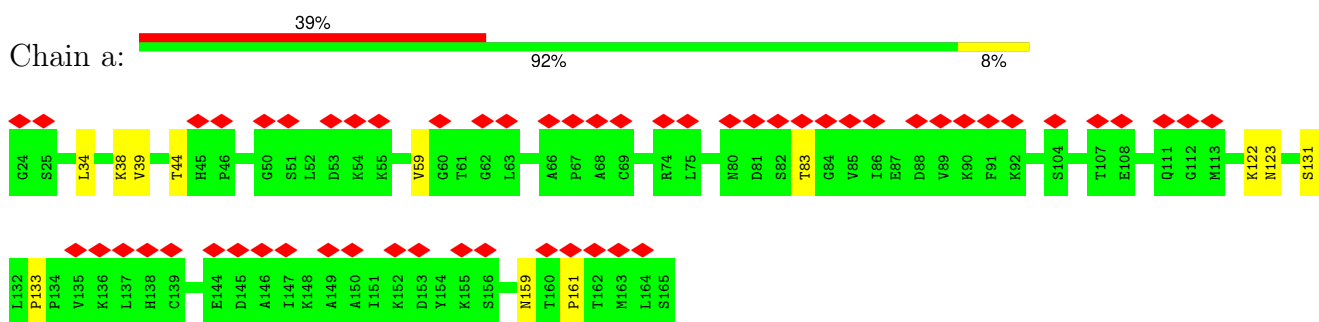 39%
Chain a:
92%
8%
G24 S25 L34 K38 V39 T44 H45 P46 G50 S51 L52 D53 K54 K55 V59 G60 T61 G62 L63 A66 P67 A68 C69 R74 L75 N80 D81 S82 T83 G84 V85 I86 E87 D88 V89 K90 F91 K92 S104 T107 E108 Q111 G112 M113 K122 N123 S131
L132 P133 P134 V135 K136 L137 H138 C139 E144 D145 A146 I147 K148 A149 A150 I151 K152 D153 Y154 K155 S156 N159 T160 P161 T162 M163 L164 S165